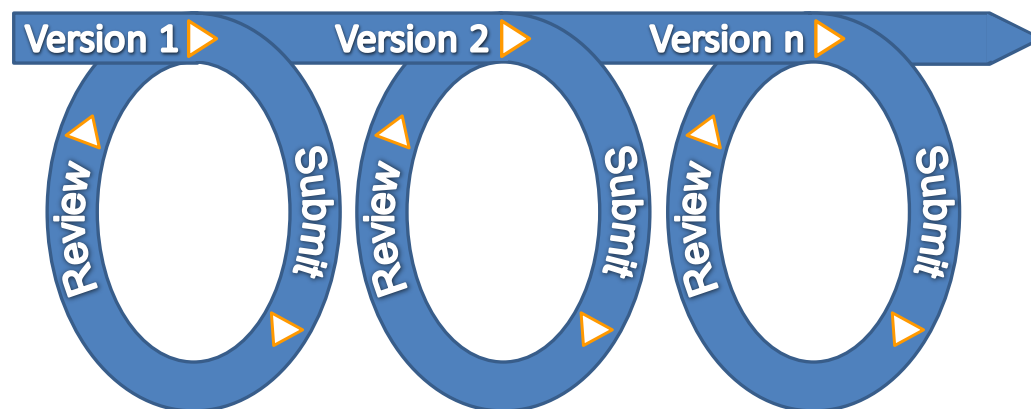 Version 1
Version 2
Version n
Review
Submit
Review
Submit
Review
Submit